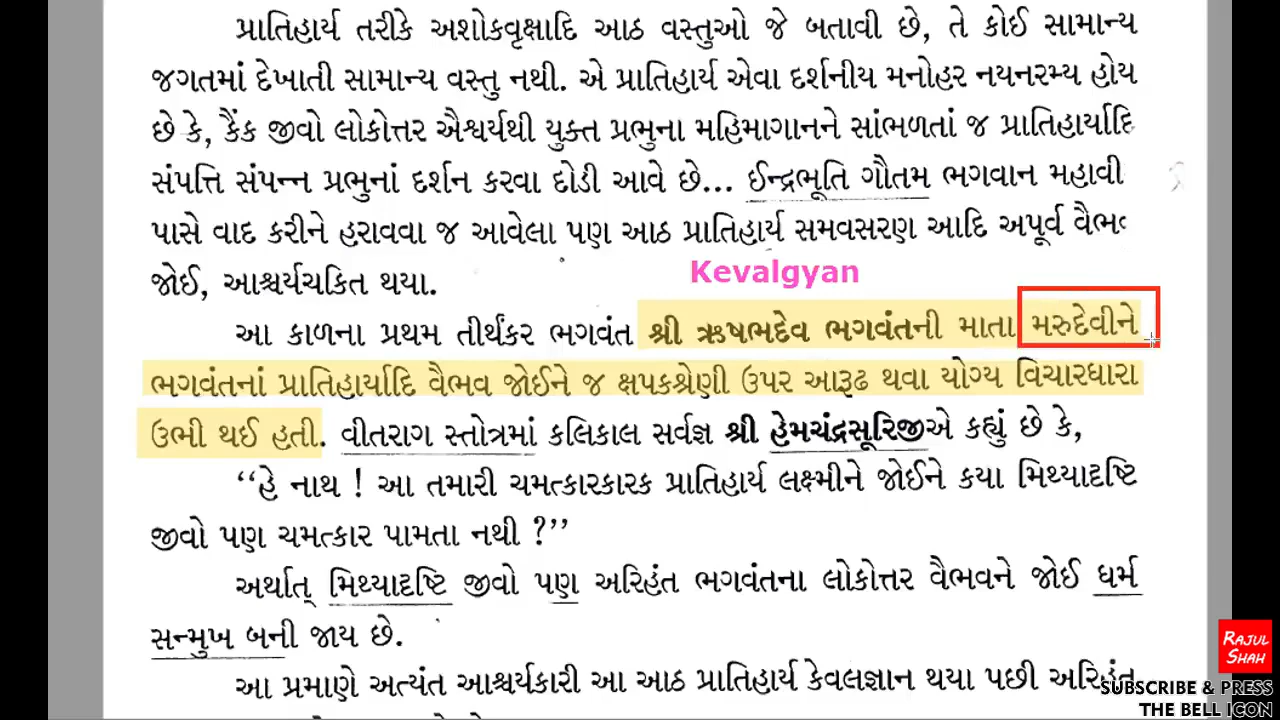 પ્રાતિહાર્ય તરીકે અશોકવૃક્ષાદિ આઠ વસ્તુઓ જે બતાવી છે, તે કોઈ સામાન્ય
જગતમાં દેખાતી સામાન્ય વસ્તુ નથી. એ પ્રાતિહાર્ય એવા દર્શનીય મનોહર નયનરમ્ય હોય
છે કે, કૈંક જીવો લોકોત્તર ઐશ્વર્યથી યુક્ત પ્રભુના મહિમાગાનને સાંભળતાં જ પ્રાતિહાર્યાદિ
સંપત્તિ સંપન્ન પ્રભુનાં દર્શન કરવા દોડી આવે છે... ઈન્દ્રભૂતિ ગૌતમ ભગવાન મહાવી
પાસે વાદ કરીને હરાવવા જ આવેલા પણ આઠ પ્રાતિહાર્ય સમવસરણ આદિ અપૂર્વ વૈભવ
જોઈ, આશ્ચર્યચકિત થયા.
Kevalgyan
આ કાળના પ્રથમ તીર્થંકર ભગવંત શ્રી ઋષભદેવ ભગવંતની માતા મરુદેવીને
ભગવંતનાં પ્રાતિહાર્યાદિ વૈભવ જોઈને જ ક્ષપકશ્રેણી ઉપર આરૂઢ થવા યોગ્ય વિચારધારા
ઉભી થઈ હતી. વીતરાગ સ્તોત્રમાં કલિકાલ સર્વજ્ઞ શ્રી હેમચંદ્રસૂરિજીએ કહ્યું છે કે,
‘‘હે નાથ ! આ તમારી ચમત્કારકારક પ્રાતિહાર્ય લક્ષ્મીને જોઈને કયા મિથ્યાદષ્ટિ
જીવો પણ ચમત્કાર પામતા નથી ?’’
અર્થાત્ મિથ્યાદષ્ટિ જીવો પણ અરિહંત ભગવંતના લોકોત્તર વૈભવને જોઈ ધર્મ
સન્મુખ બની જાય છે.
આ પ્રમાણે અત્યંત આશ્ચર્યકારી આ આઠ પ્રાતિહાર્ય કેવલજ્ઞાન થયા પછી અરિહંત
RAJUL
SHAH
SUBSCRIBE & PRESS
THE BELL ICON